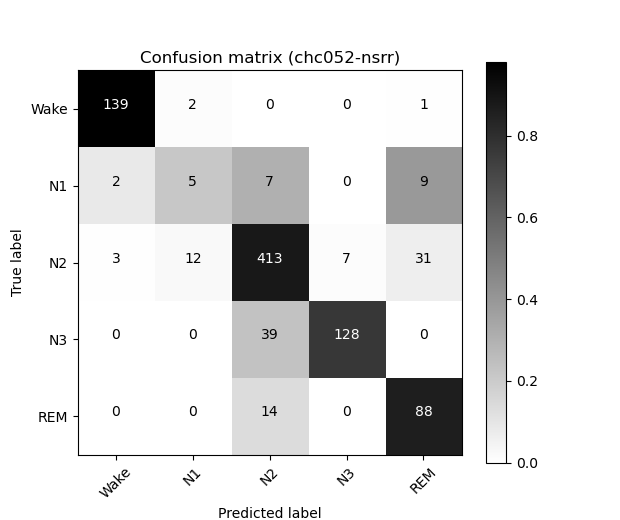 Confusion matrix (chc052-nsrr)
Wake 139 2 0 0 1
N1 2 5 7 0 9
N2 3 12 413 7 31
N3 0 0 39 128 0
REM 0 0 14 0 88
Wake N1 N2 N3 REM
Predicted label
True label
0.8
0.6
0.4
0.2
0.0